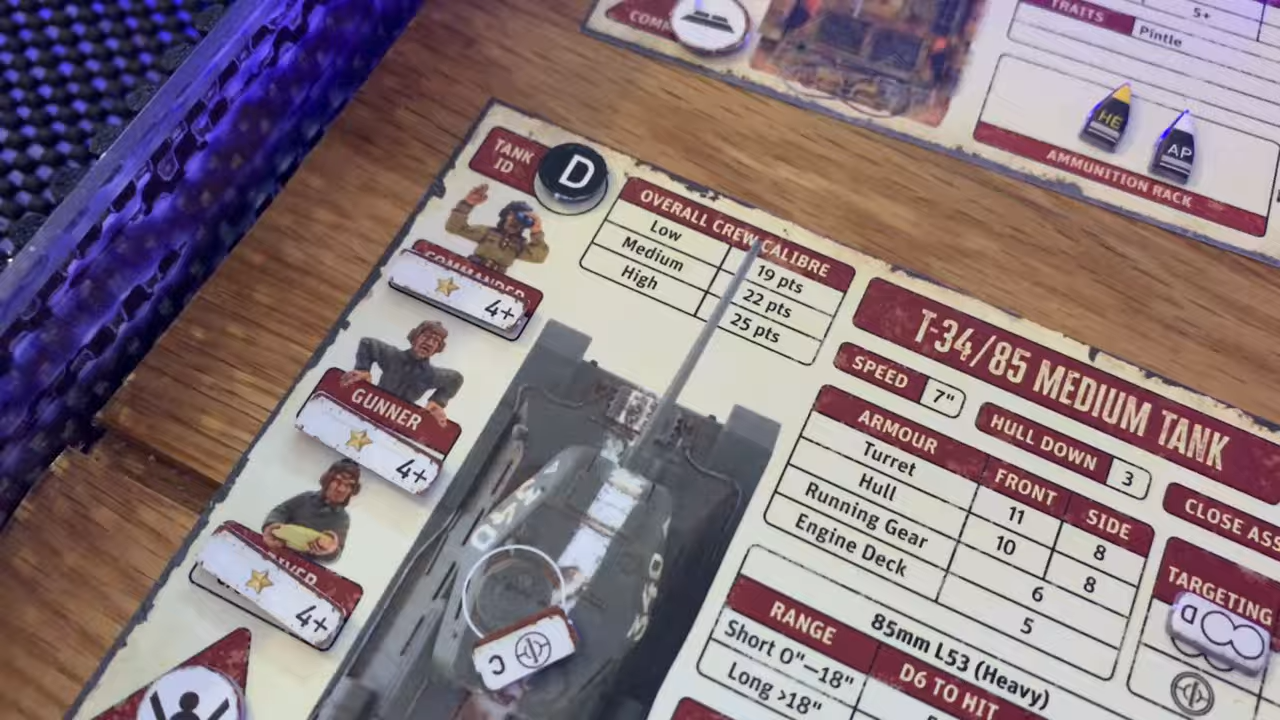 TRAITS
5+
Pintle
HE
AP
AMMUNITION RACK
TANK
ID
D
OVERALL CREW CALIBRE
Low 19 pts
Medium 22 pts
High 25 pts
COMMANDER
4+
GUNNER
4+
4+
T-34/85 MEDIUM TANK
SPEED 7"
HULL DOWN 3
ARMOUR FRONT SIDE
Turret 11 8
Hull 10 8
Running Gear 6
Engine Deck 5
CLOSE ASS
TARGETING
D
C
85mm L53 (Heavy)
RANGE D6 TO HIT
Short 0"—18"
Long >18"